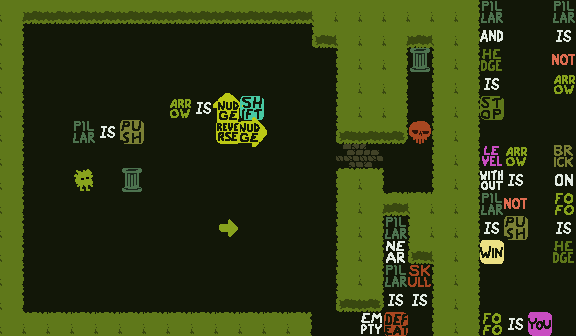 PILLAR PILLAR
AND IS
HEDGE NOT
IS ARROW
ARROW IS NUDGE SHIFT STOP
PILLAR IS PUSH REVERSE NUDGE
LEVEL ARROW BRICK
WITHOUT IS ON
PILLAR NOT FOFO
PILLAR IS PUSH IS
NEAR WIN HEDGE
PILLAR SKULL
IS IS
EMPTY DEFEAT FOFO IS YOU